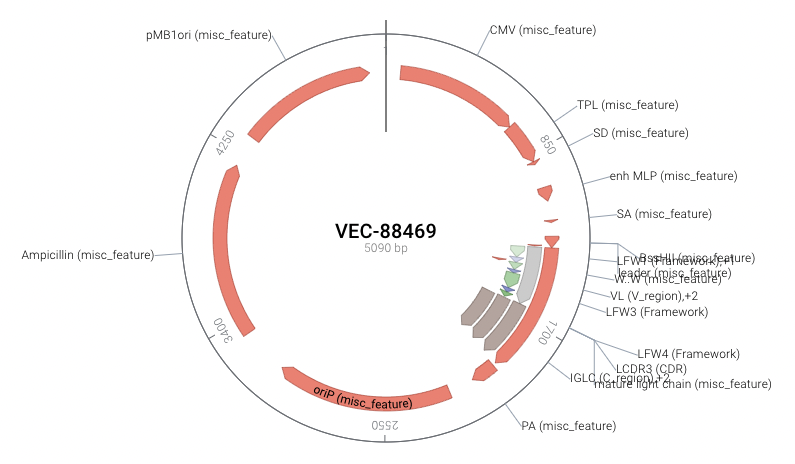 pMB1ori (misc_feature)
CMV (misc_feature)
TPL (misc_feature)
SD (misc_feature)
850
4250
enh MLP (misc_feature)
SA (misc_feature)
VEC-88469
5090 bp
Ampicillin (misc_feature)
BssHII (misc_feature)
LFW1 (Framework),+1
leader (misc_feature)
W..W (misc_feature)
VL (V_region),+2
LFW3 (Framework)
3400
1700
LFW4 (Framework)
LCDR3 (CDR)
IGLC (C_region),+2
mature light chain (misc_feature)
oriP (misc_feature)
2550
PA (misc_feature)